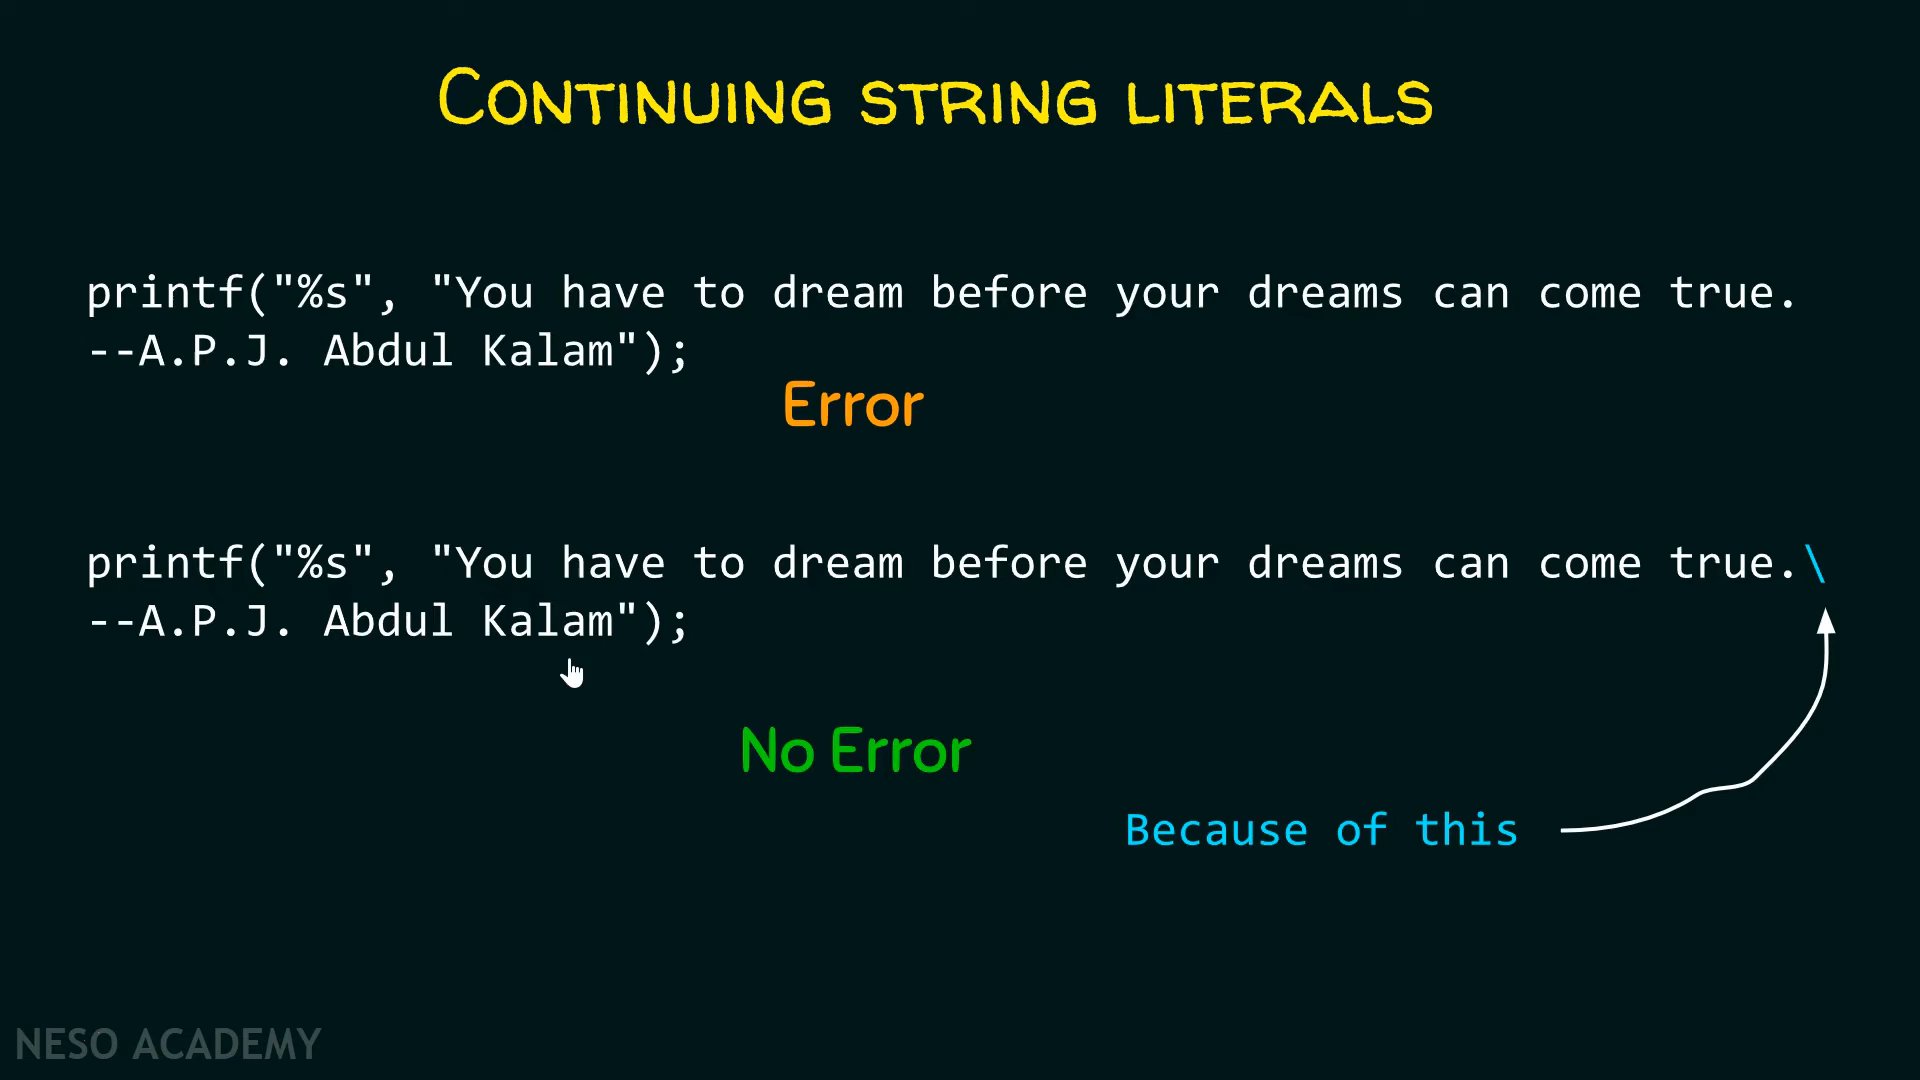 CONTINUING STRING LITERALS
printf("%s", "You have to dream before your dreams can come true.
--A.P.J. Abdul Kalam");
Error
printf("%s", "You have to dream before your dreams can come true.\
--A.P.J. Abdul Kalam");
No Error
Because of this
NESO ACADEMY